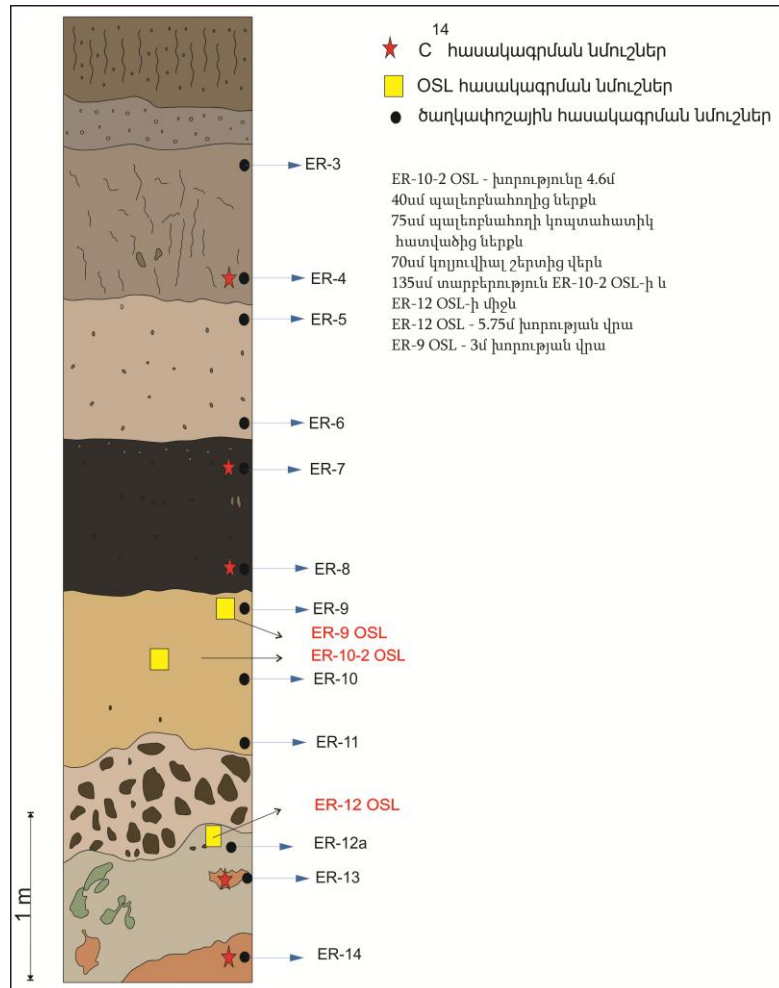 14
C հասակագրման նմուշներ
OSL հասակագրման նմուշներ
ծաղկափոշային հասակագրման նմուշներ
ER-10-2 OSL - խորությունը 4.6մ
40սմ պալեոբնահողից ներքև
75սմ պալեոբնահողի կոպտահատիկ
հատվածից ներքև
70սմ կոլյուվիալ շերտից վերև
135սմ տարբերություն ER-10-2 OSL-ի և
ER-12 OSL-ի միջև
ER-12 OSL - 5.75մ խորության վրա
ER-9 OSL - 3մ խորության վրա
ER-3
ER-4
ER-5
ER-6
ER-7
ER-8
ER-9
ER-9 OSL
ER-10-2 OSL
ER-10
ER-11
ER-12 OSL
ER-12a
ER-13
ER-14
1 m